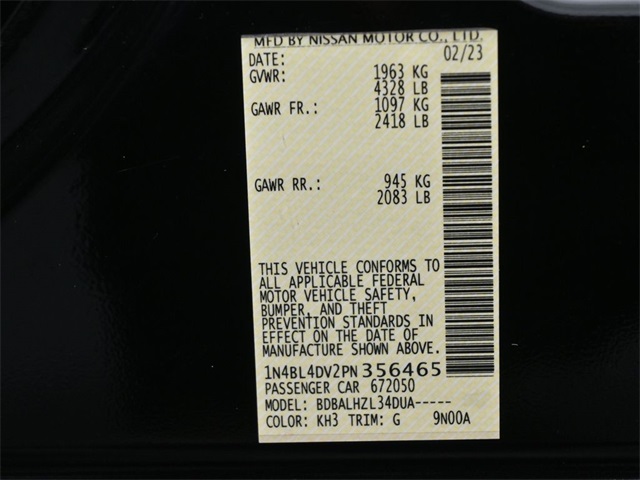 MFD BY NISSAN MOTOR CO., LTD.
DATE: 02/23
GVWR: 1963 KG
4328 LB
GAWR FR.: 1097 KG
2418 LB
GAWR RR.: 945 KG
2083 LB
THIS VEHICLE CONFORMS TO
ALL APPLICABLE FEDERAL
MOTOR VEHICLE SAFETY,
BUMPER, AND THEFT
PREVENTION STANDARDS IN
EFFECT ON THE DATE OF
MANUFACTURE SHOWN ABOVE.
1N4BL4DV2PN356465
PASSENGER CAR 672050
MODEL: BDBALHZL34DUA-----
COLOR: KH3 TRIM: G 9N00A